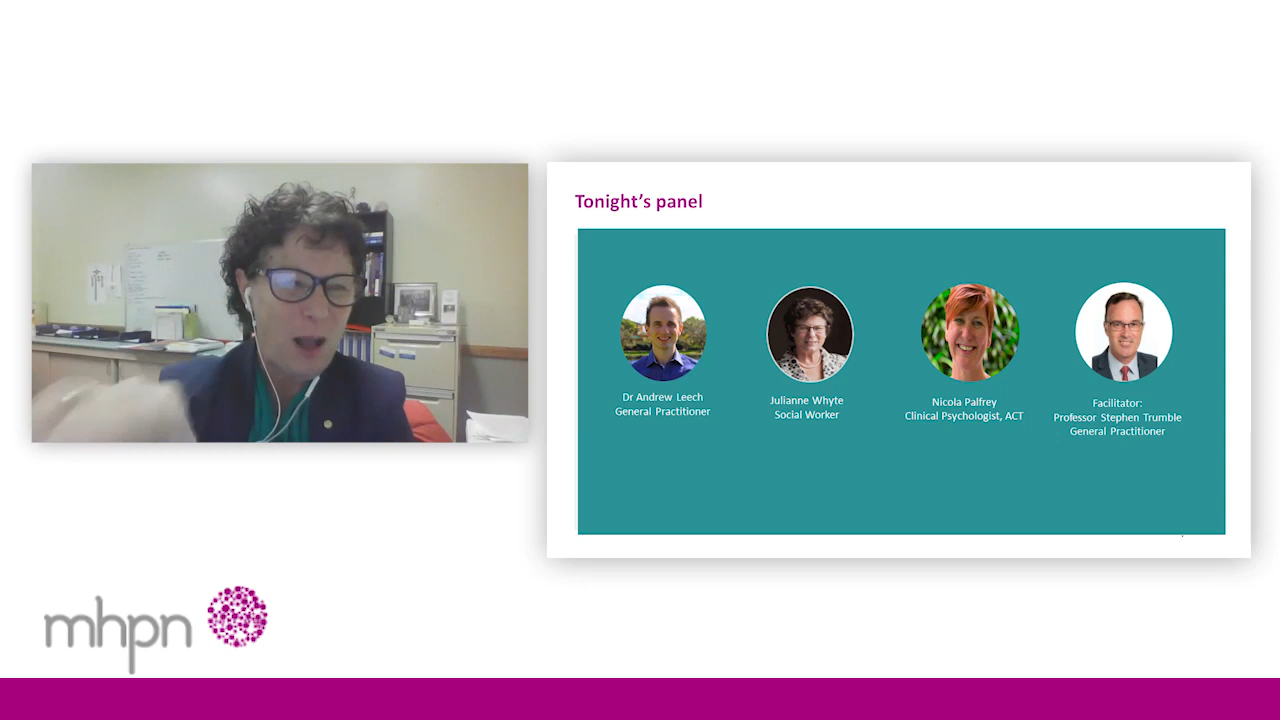 Tonight's panel
Dr Andrew Leech
General Practitioner
Julianne Whyte
Social Worker
Nicola Palfrey
Clinical Psychologist, ACT
Facilitator:
Professor Stephen Trumble
General Practitioner
mhpn